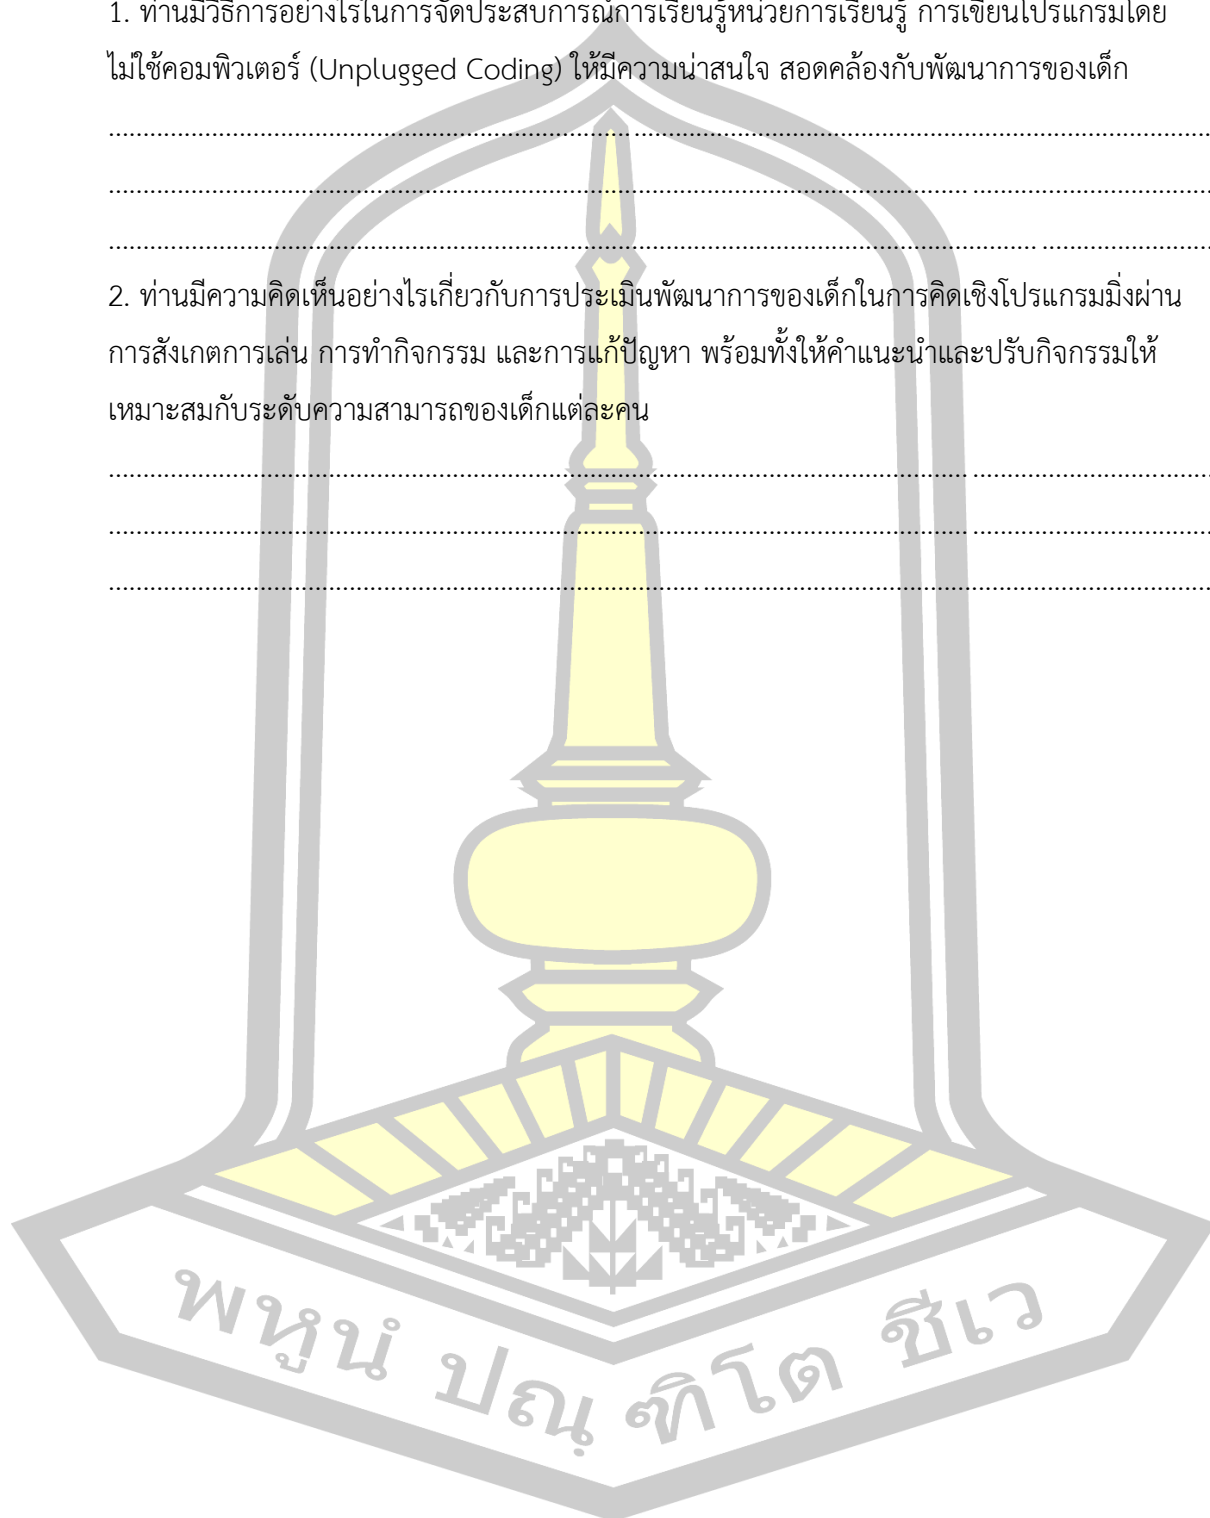 1. ท่านมีวิธีการอย่างไรในการจัดประสบการณ์การเรียนรู้หน่วยการเรียนรู้ การเขียนโปรแกรมโดย
ไม่ใช้คอมพิวเตอร์ (Unplugged Coding) ให้มีความน่าสนใจ สอดคล้องกับพัฒนาการของเด็ก
2. ท่านมีความคิดเห็นอย่างไรเกี่ยวกับการประเมินพัฒนาการของเด็กในการคิดเชิงโปรแกรมมิ่งผ่าน
การสังเกตการเล่น การทำกิจกรรม และการแก้ปัญหา พร้อมทั้งให้คำแนะนำและปรับกิจกรรมให้
เหมาะสมกับระดับความสามารถของเด็กแต่ละคน
พหูนํ ปณฺฑิโต ชีเว